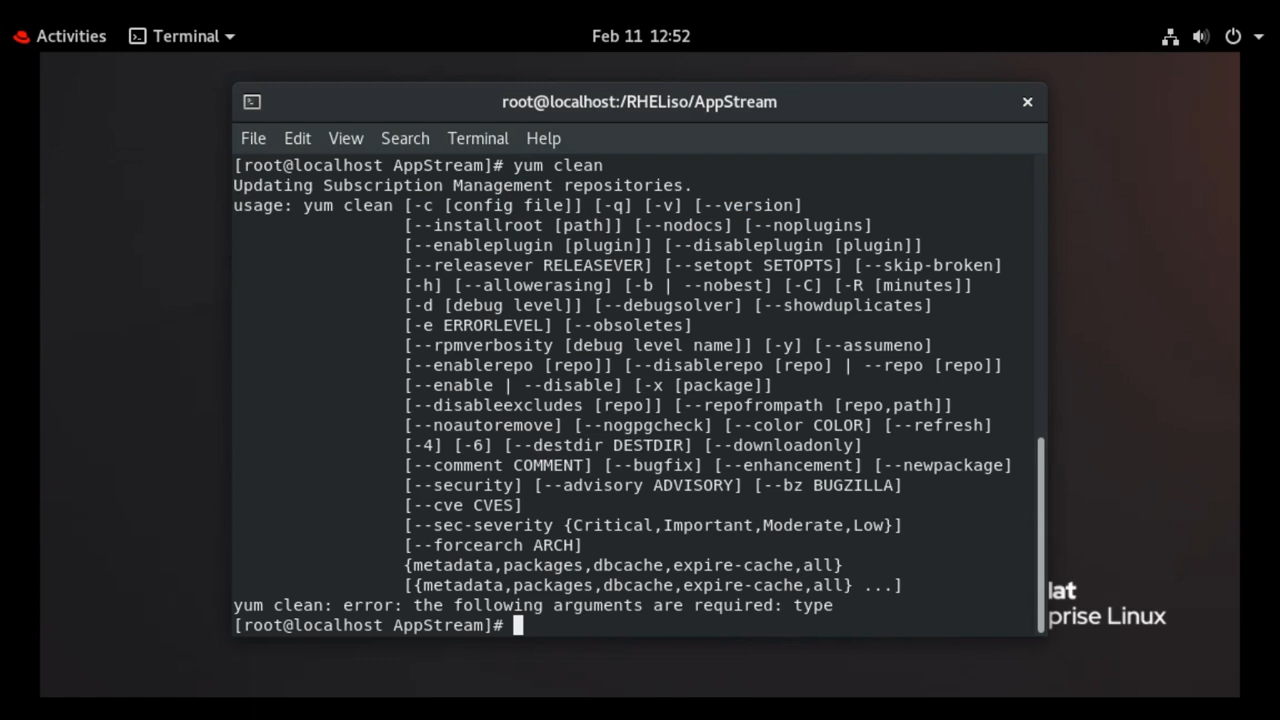 Activities Terminal Feb 11 12:52
root@localhost:/RHELiso/AppStream
File Edit View Search Terminal Help
[root@localhost AppStream]# yum clean
Updating Subscription Management repositories.
usage: yum clean [-c [config file]] [-q] [-v] [--version]
[--installroot [path]] [--nodocs] [--noplugins]
[--enableplugin [plugin]] [--disableplugin [plugin]]
[--releasever RELEASEVER] [--setopt SETOPTS] [--skip-broken]
[-h] [--allowerasing] [-b | --nobest] [-C] [-R [minutes]]
[-d [debug level]] [--debugsolver] [--showduplicates]
[-e ERRORLEVEL] [--obsoletes]
[--rpmverbosity [debug level name]] [-y] [--assumeno]
[--enablerepo [repo]] [--disablerepo [repo] | --repo [repo]]
[--enable | --disable] [-x [package]]
[--disableexcludes [repo]] [--repofrompath [repo,path]]
[--noautoremove] [--nogpgcheck] [--color COLOR] [--refresh]
[-4] [-6] [--destdir DESTDIR] [--downloadonly]
[--comment COMMENT] [--bugfix] [--enhancement] [--newpackage]
[--security] [--advisory ADVISORY] [--bz BUGZILLA]
[--cve CVES]
[--sec-severity {Critical,Important,Moderate,Low}]
[--forcearch ARCH]
{metadata,packages,dbcache,expire-cache,all}
[{metadata,packages,dbcache,expire-cache,all} ...]
yum clean: error: the following arguments are required: type
[root@localhost AppStream]#
lat
prise Linux